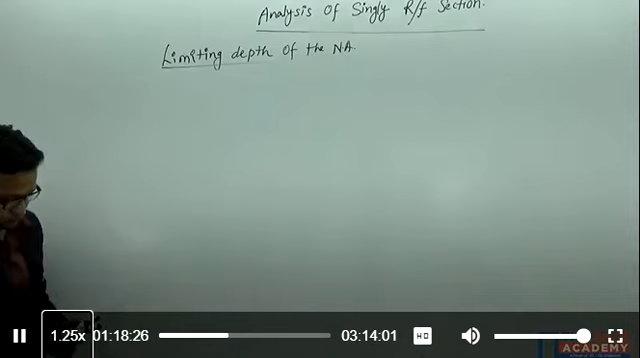 Analysis Of Singly R/f Section.
Limiting depth Of the NA.
1.25x 01:18:26 03:14:01 HD
ACADEMY